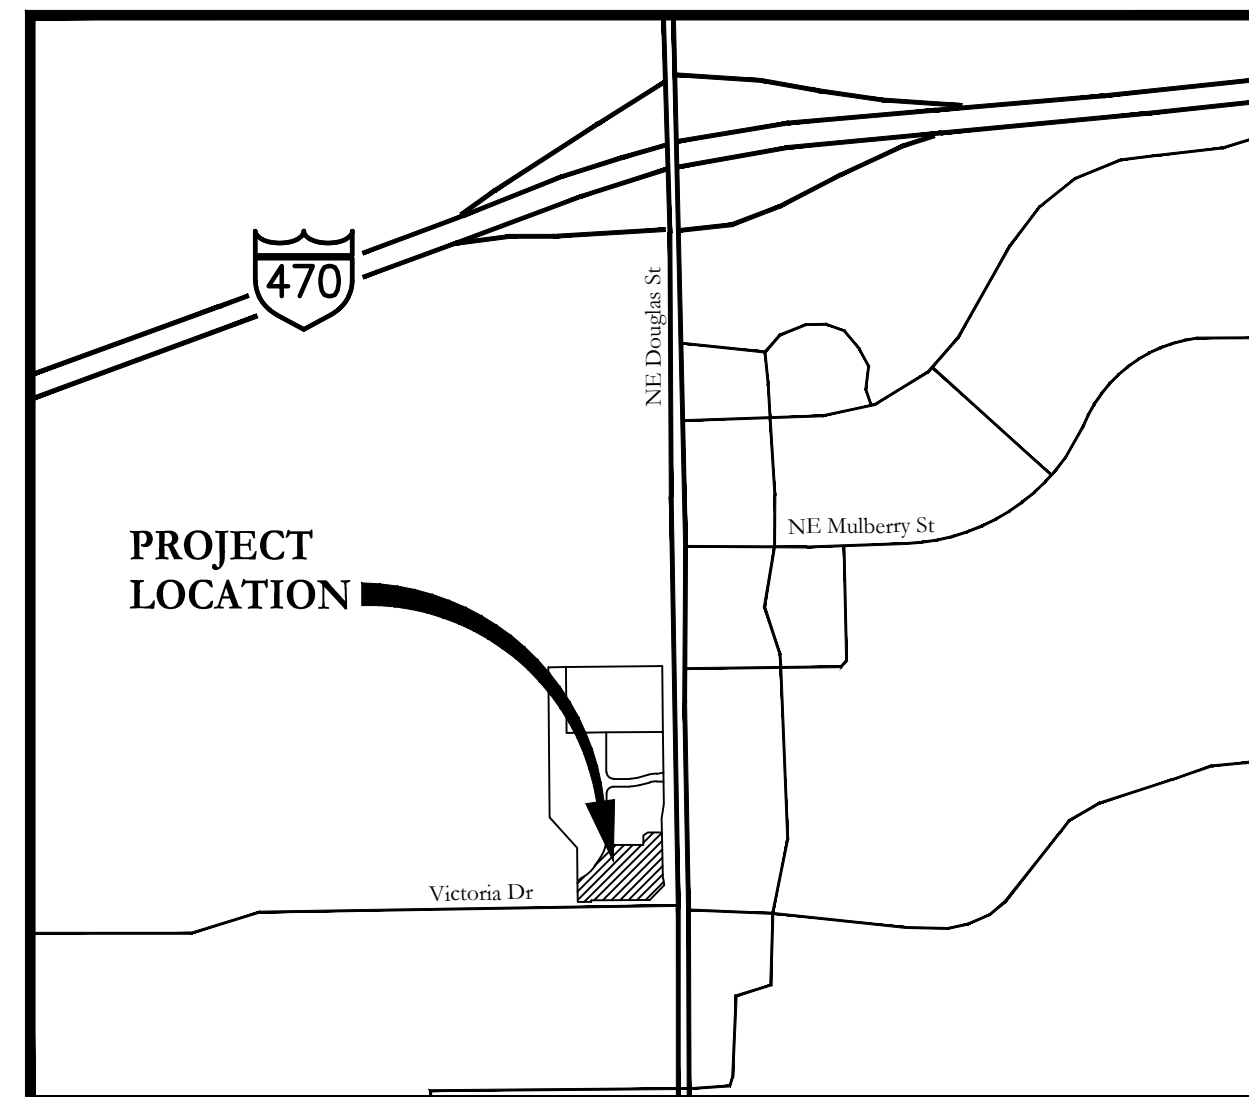 470
NE Douglas St
NE Mulberry St
PROJECT
LOCATION
Victoria Dr